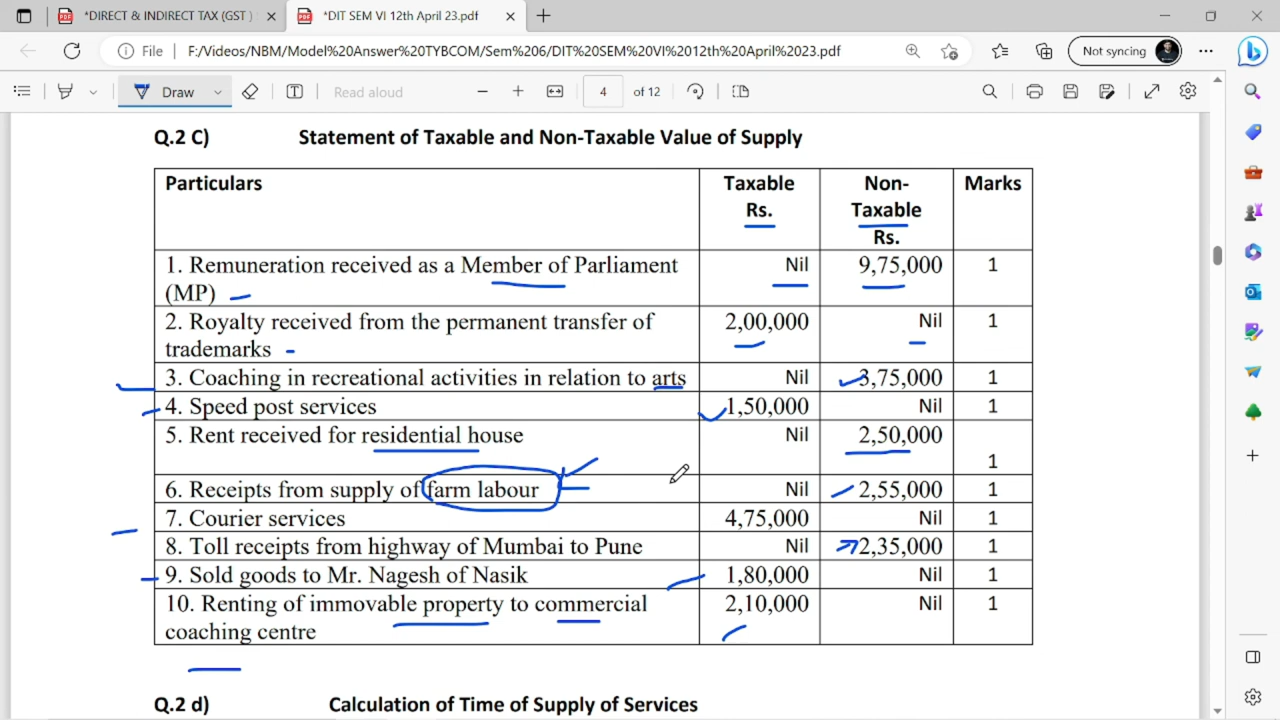 *DIRECT & INDIRECT TAX (GST )
*DIT SEM VI 12th April 23.pdf
File
F:/Videos/NBM/Model%20Answer%20TYBCOM/Sem%206/DIT%20SEM%20VI%2012th%20April%2023.pdf
Not syncing
Draw
Read aloud
4
of 12
Q.2 C) Statement of Taxable and Non-Taxable Value of Supply
Particulars Taxable Non- Marks
Rs. Taxable
Rs.
1. Remuneration received as a Member of Parliament Nil 9,75,000 1
(MP)
2. Royalty received from the permanent transfer of 2,00,000 Nil 1
trademarks
3. Coaching in recreational activities in relation to arts Nil 3,75,000 1
4. Speed post services 1,50,000 Nil 1
5. Rent received for residential house Nil 2,50,000
1
6. Receipts from supply of farm labour Nil 2,55,000 1
7. Courier services 4,75,000 Nil 1
8. Toll receipts from highway of Mumbai to Pune Nil 2,35,000 1
9. Sold goods to Mr. Nagesh of Nasik 1,80,000 Nil 1
10. Renting of immovable property to commercial 2,10,000 Nil 1
coaching centre
Q.2 d) Calculation of Time of Supply of Services